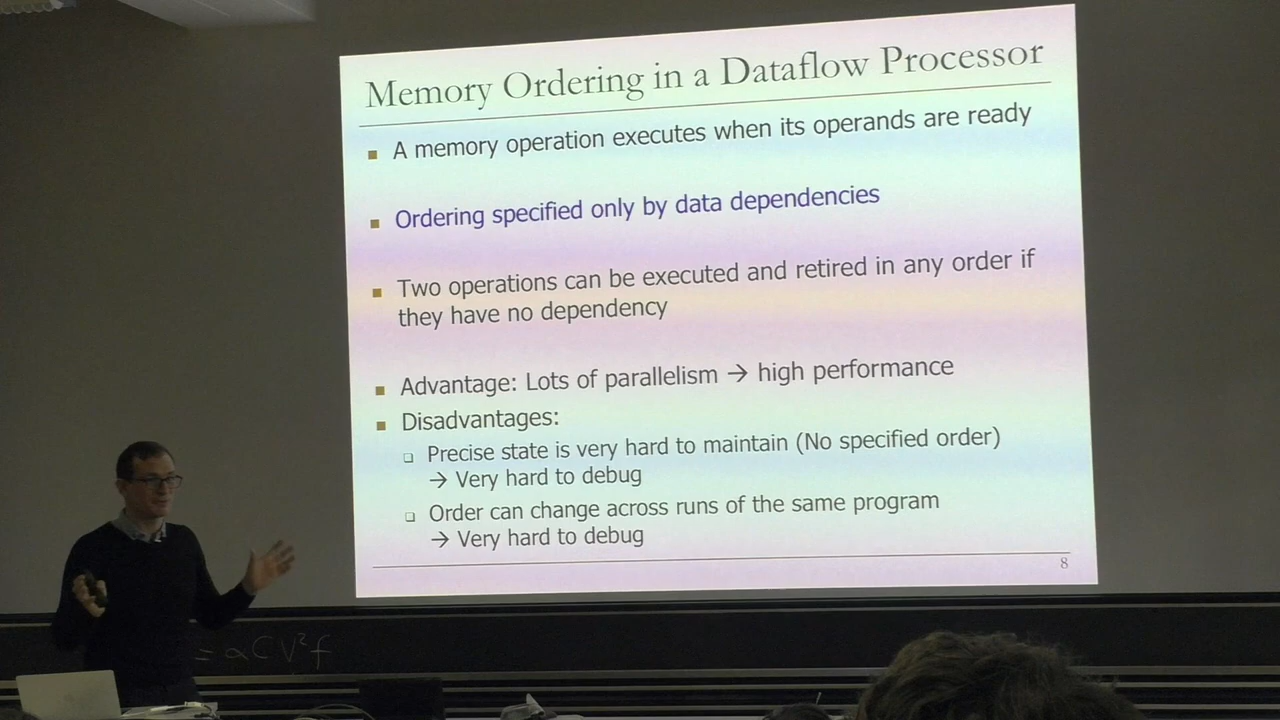 Memory Ordering in a Dataflow Processor
A memory operation executes when its operands are ready
Ordering specified only by data dependencies
Two operations can be executed and retired in any order if
they have no dependency
Advantage: Lots of parallelism → high performance
Disadvantages:
Precise state is very hard to maintain (No specified order)
→ Very hard to debug
Order can change across runs of the same program
→ Very hard to debug
8
= αCV²f